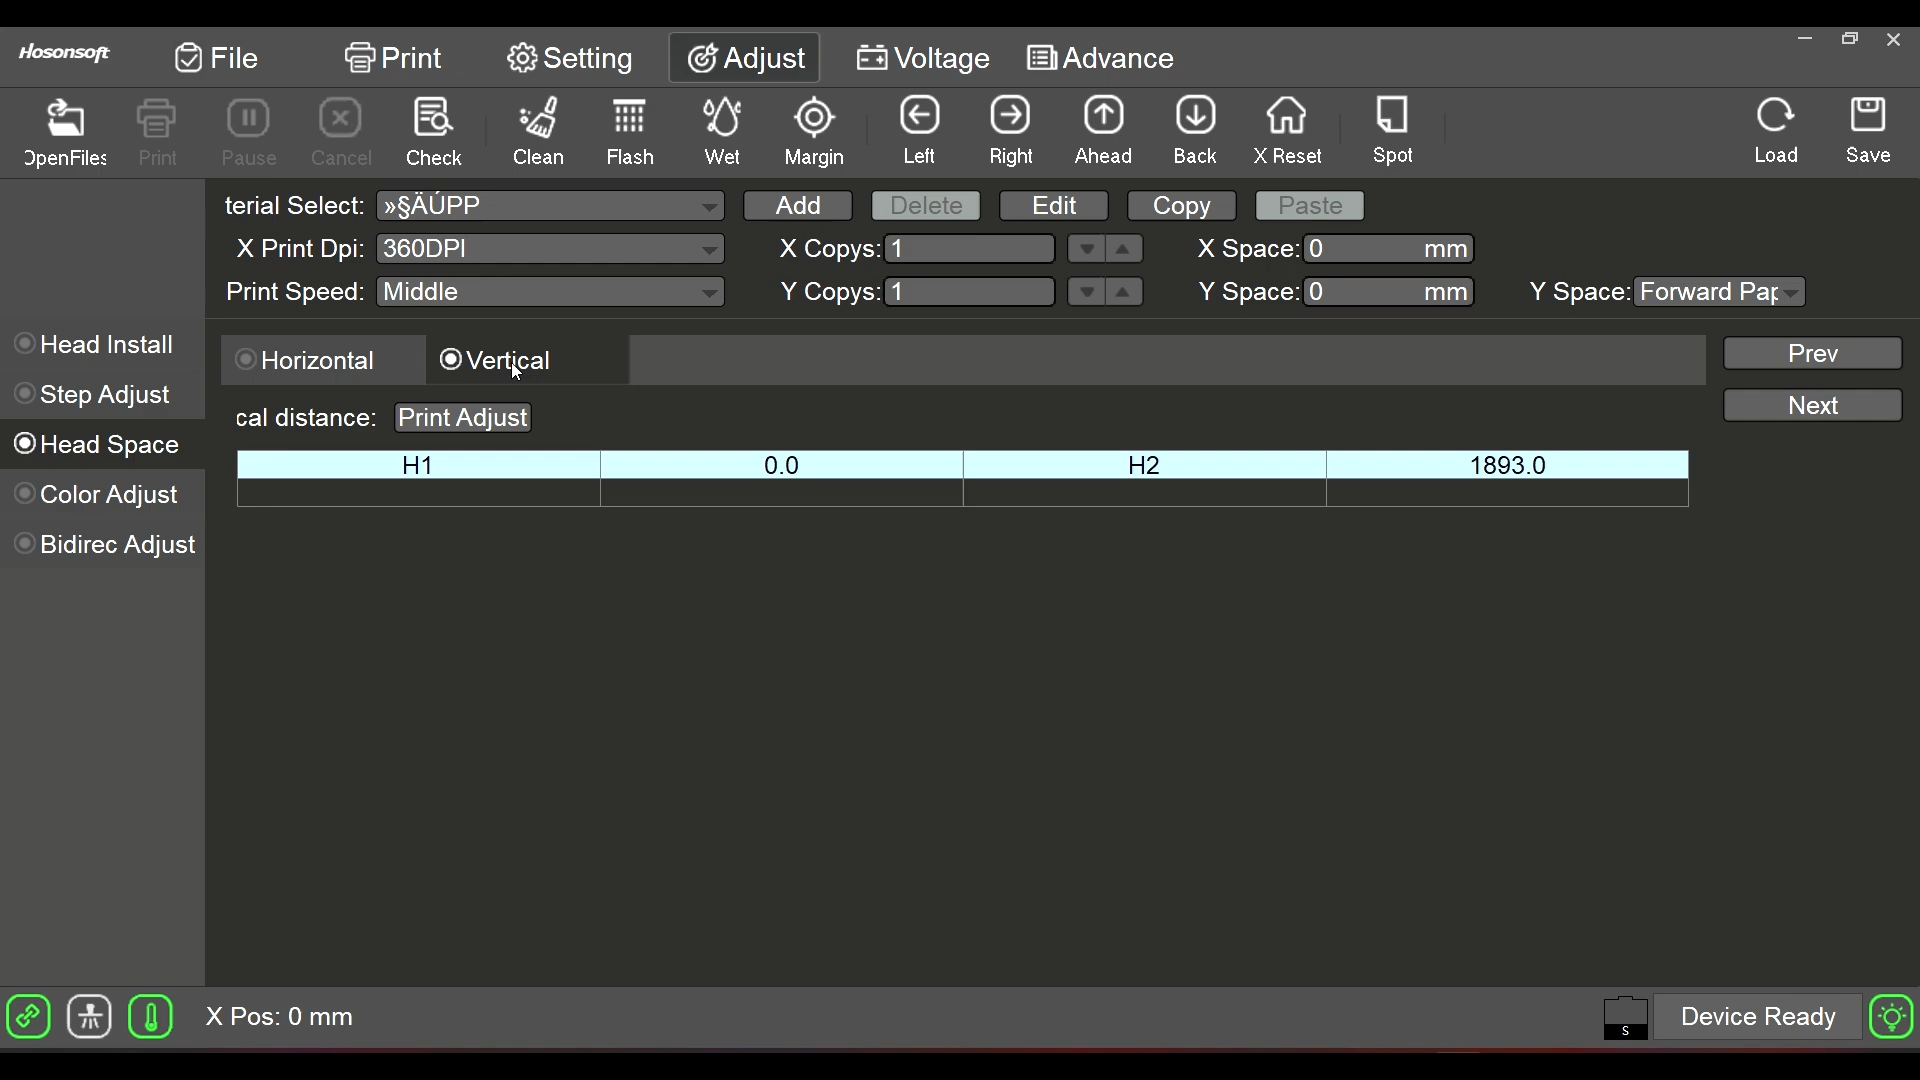 Hosonsoft File Print Setting Adjust Voltage Advance
OpenFiles Print Pause Cancel Check Clean Flash Wet Margin Left Right Ahead Back X Reset Spot Load Save
terial Select: »§ÄÚPP Add Delete Edit Copy Paste
X Print Dpi: 360DPI X Copys: 1 X Space: 0 mm
Print Speed: Middle Y Copys: 1 Y Space: 0 mm Y Space: Forward Pap
Head Install
Step Adjust
Head Space
Color Adjust
Bidirec Adjust
Horizontal Vertical
Prev
Next
cal distance: Print Adjust
H1 0.0 H2 1893.0
X Pos: 0 mm
S
Device Ready